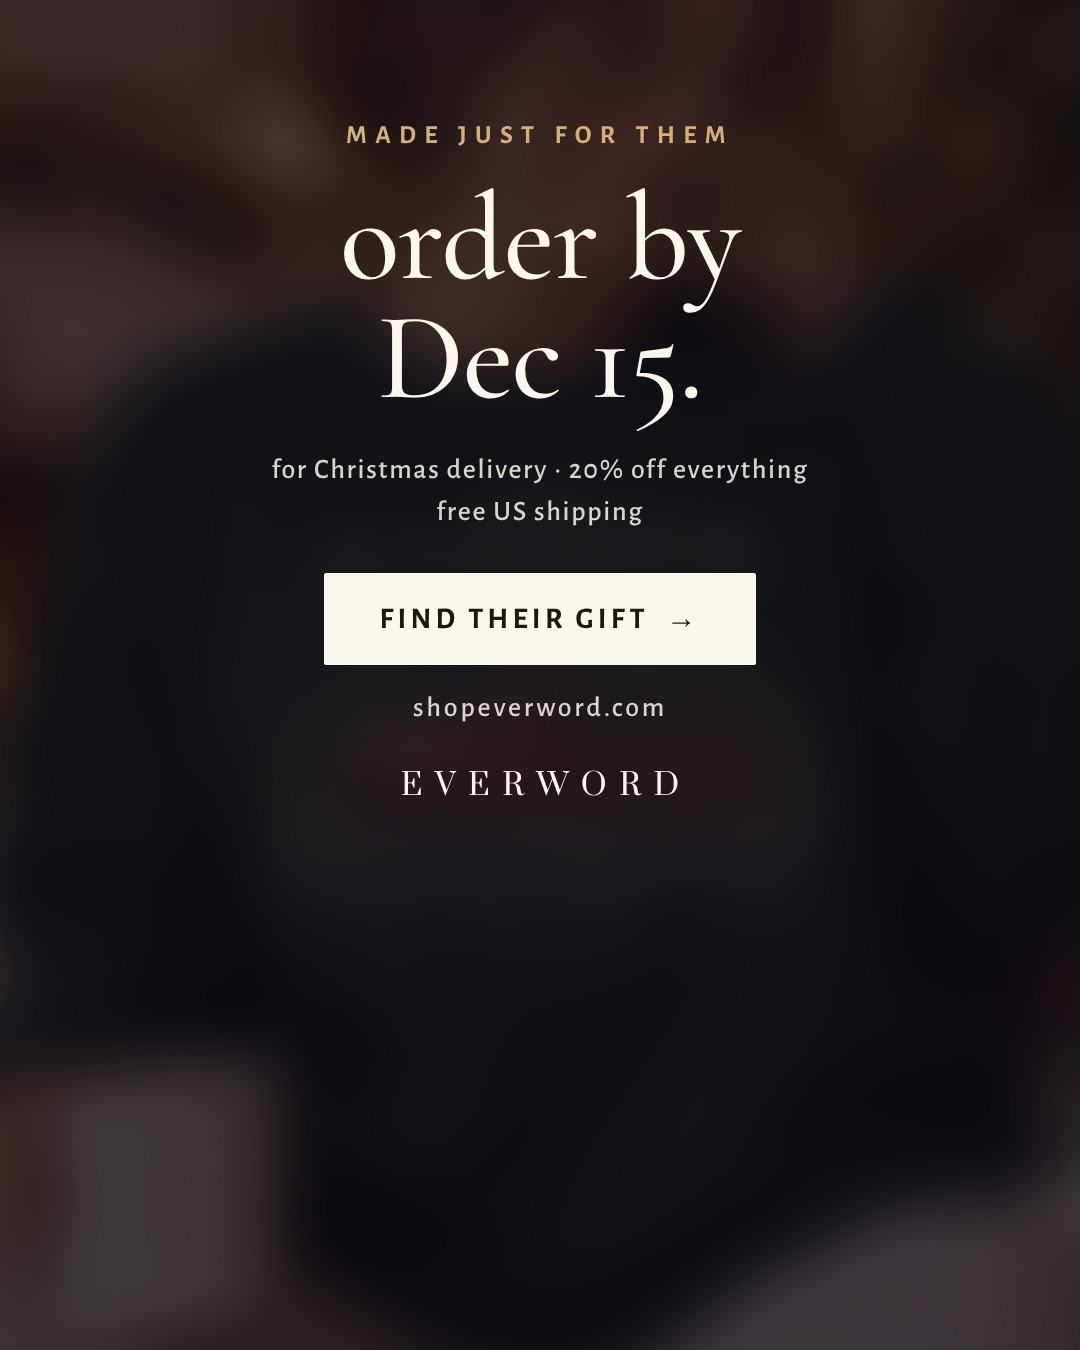 MADE JUST FOR THEM
order by
Dec 15.
for Christmas delivery · 20% off everything
free US shipping
FIND THEIR GIFT →
shopeverword.com
EVERWORD